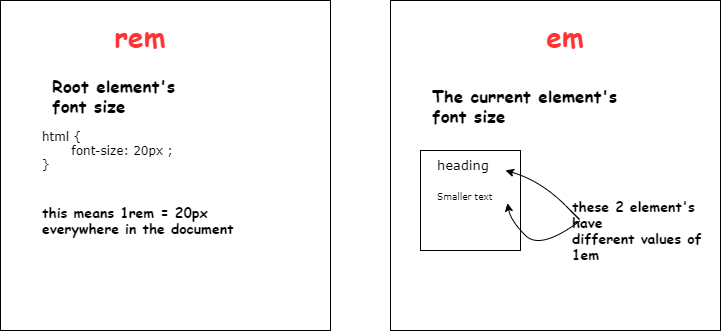 rem
Root element's
font size
html {
font-size: 20px ;
}
this means 1rem = 20px
everywhere in the document
em
The current element's
font size
heading
Smaller text
these 2 element's
have
different values of
1em